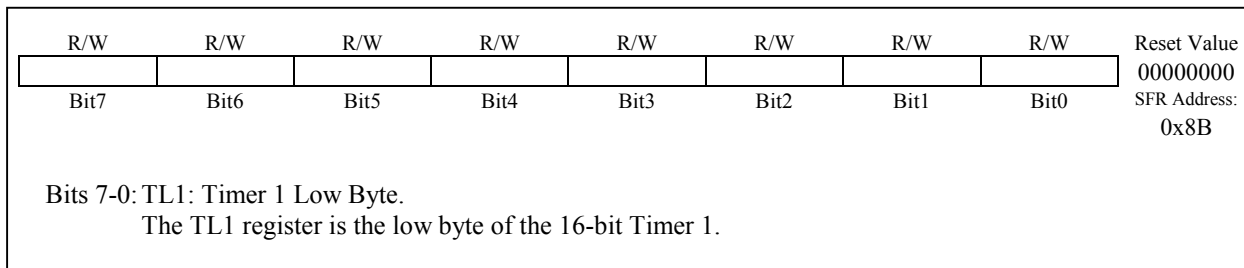 R/W R/W R/W R/W R/W R/W R/W R/W Reset Value
00000000
Bit7 Bit6 Bit5 Bit4 Bit3 Bit2 Bit1 Bit0 SFR Address:
0x8B
Bits 7-0: TL1: Timer 1 Low Byte.
The TL1 register is the low byte of the 16-bit Timer 1.